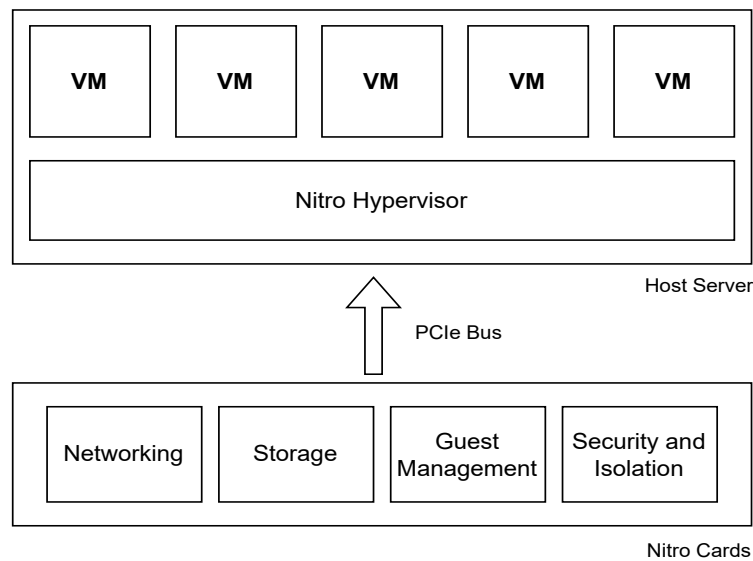 VM VM VM VM VM
Nitro Hypervisor
Host Server
PCIe Bus
Networking
Storage
Guest
Management
Security and
Isolation
Nitro Cards